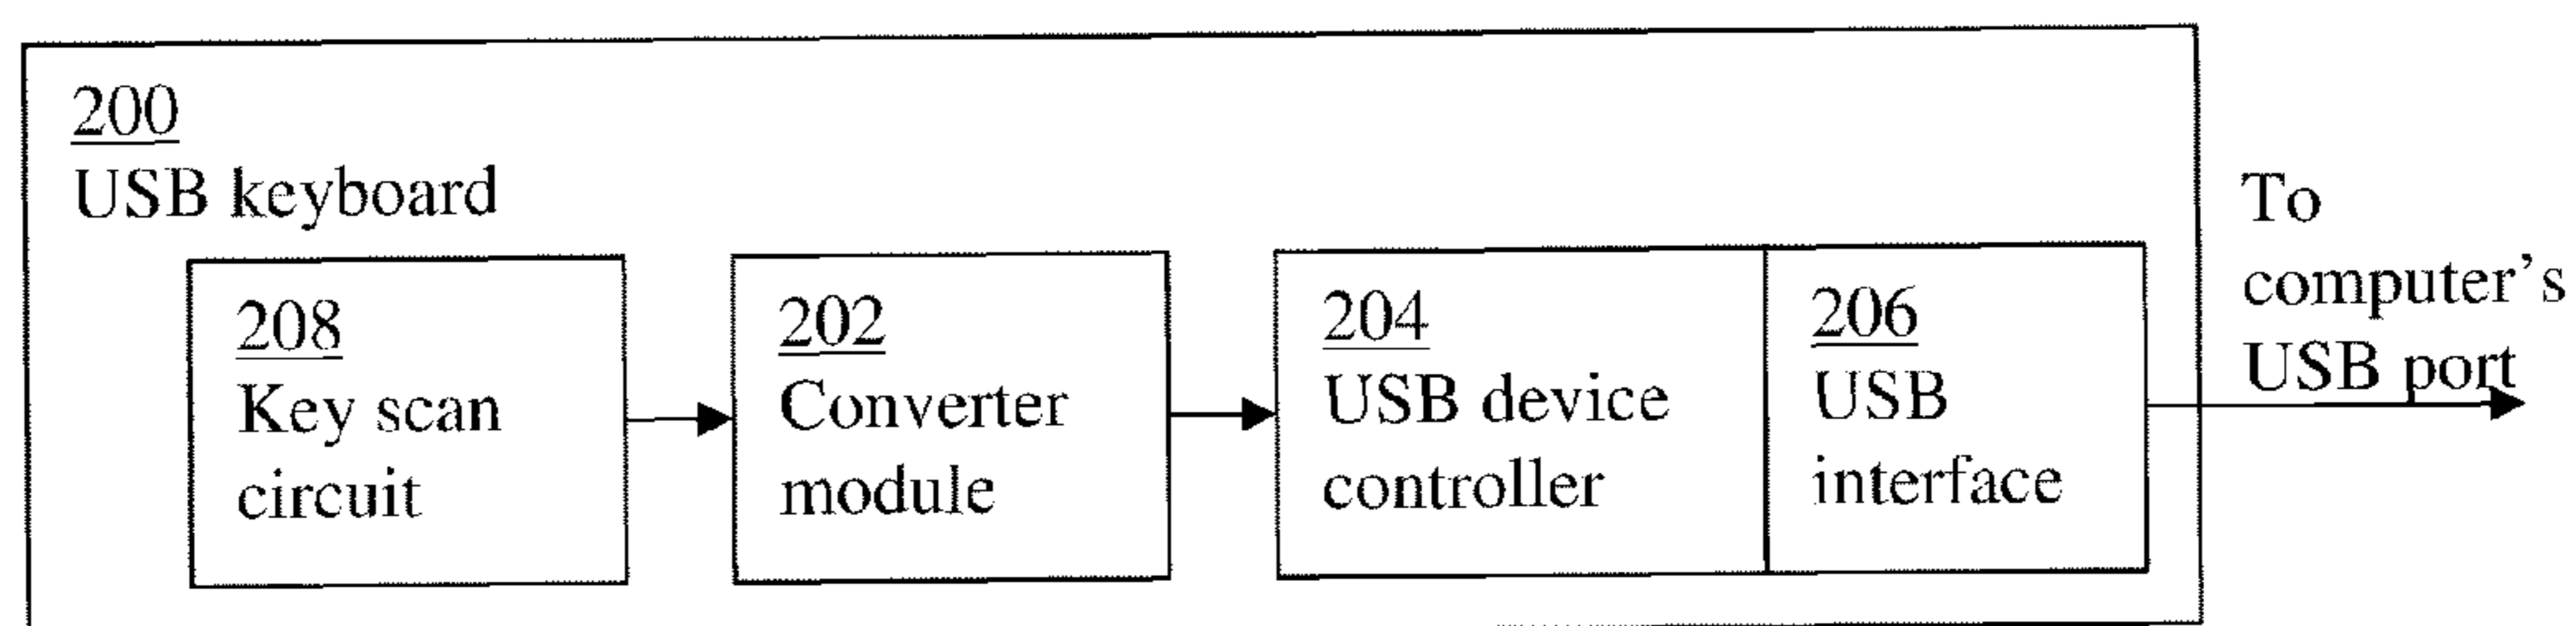 200
USB keyboard
208
Key scan
circuit
202
Converter
module
204
USB device
controller
206
USB
interface
To
computer's
USB port